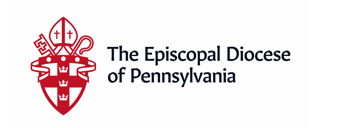 The Episcopal Diocese
of Pennsylvania